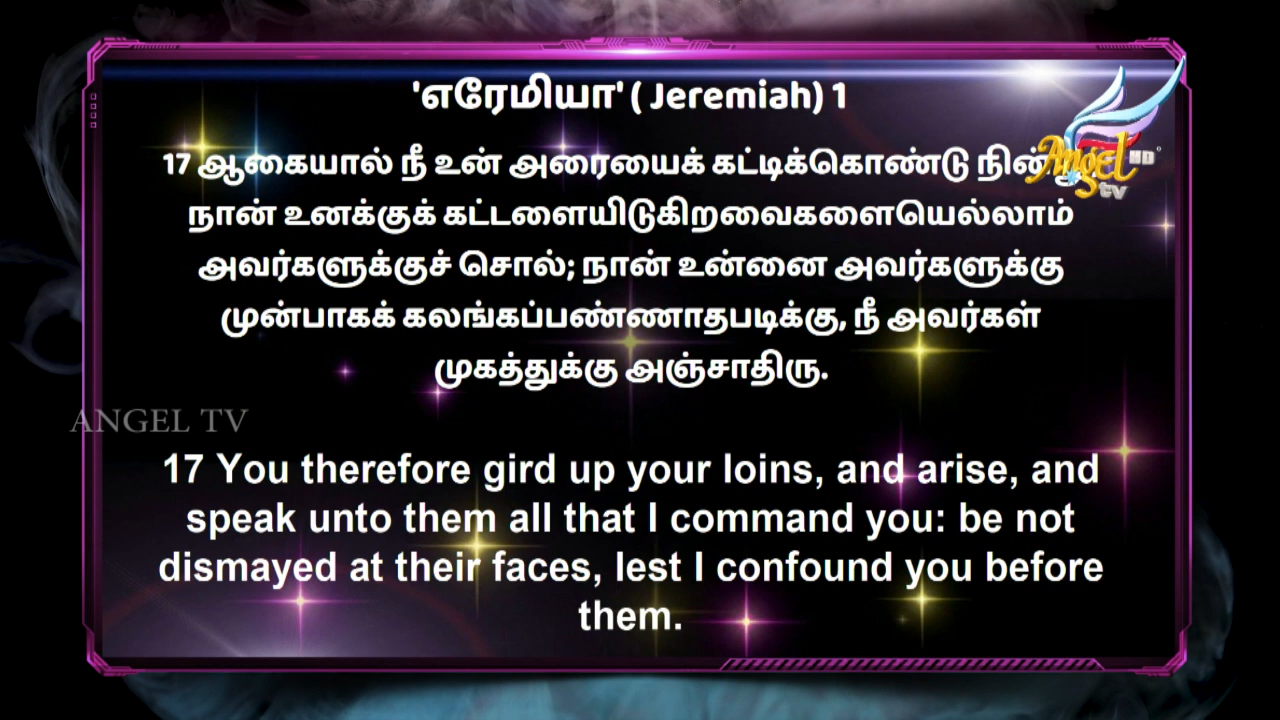 'எரேமியா' ( Jeremiah) 1
17 ஆகையால் நீ உன் அரையைக் கட்டிக்கொண்டு
நான் உனக்குக் கட்டளையிடுகிறவைகளையெல்லாம்
அவர்களுக்குச் சொல்; நான் உன்னை அவர்களுக்கு
முன்பாகக் கலங்கப்பண்ணாதபடிக்கு, நீ அவர்கள்
முகத்துக்கு அஞ்சாதிரு.
Angel HD
tv
ANGEL TV
17 You therefore gird up your loins, and arise, and
speak unto them all that I command you: be not
dismayed at their faces, lest I confound you before
them.